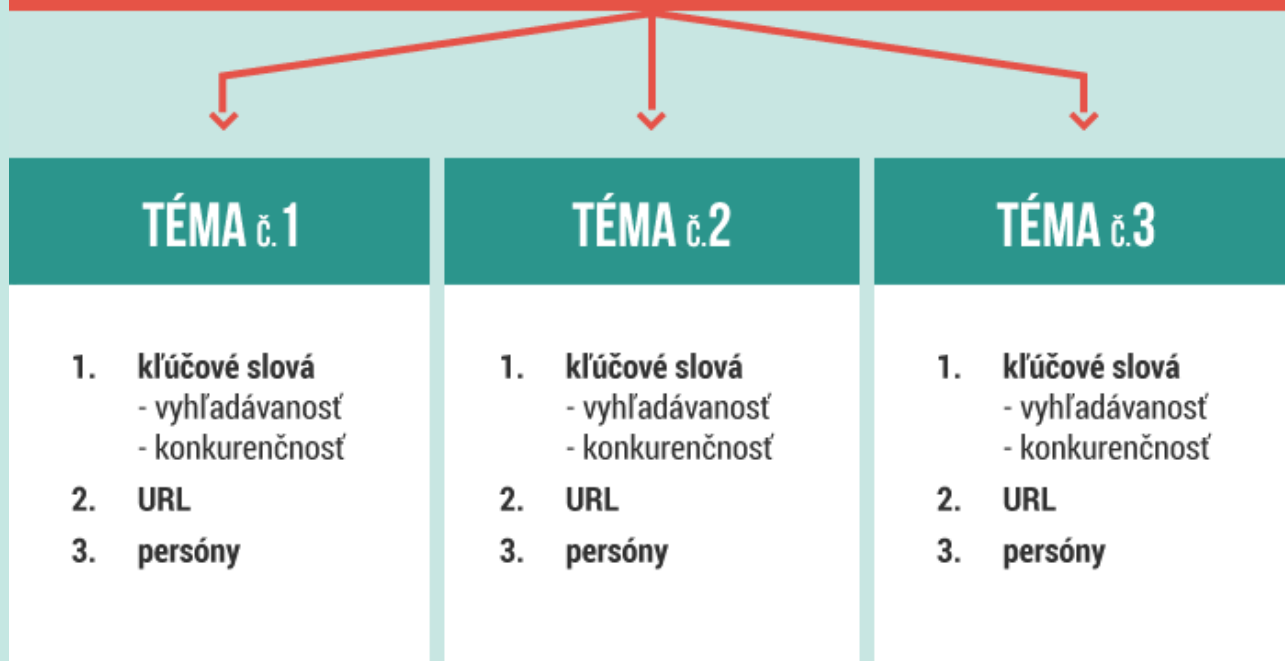 TÉMA č.1
1. kľúčové slová
- vyhľadávanosť
- konkurenčnosť
2. URL
3. persóny
TÉMA č.2
1. kľúčové slová
- vyhľadávanosť
- konkurenčnosť
2. URL
3. persóny
TÉMA č.3
1. kľúčové slová
- vyhľadávanosť
- konkurenčnosť
2. URL
3. persóny